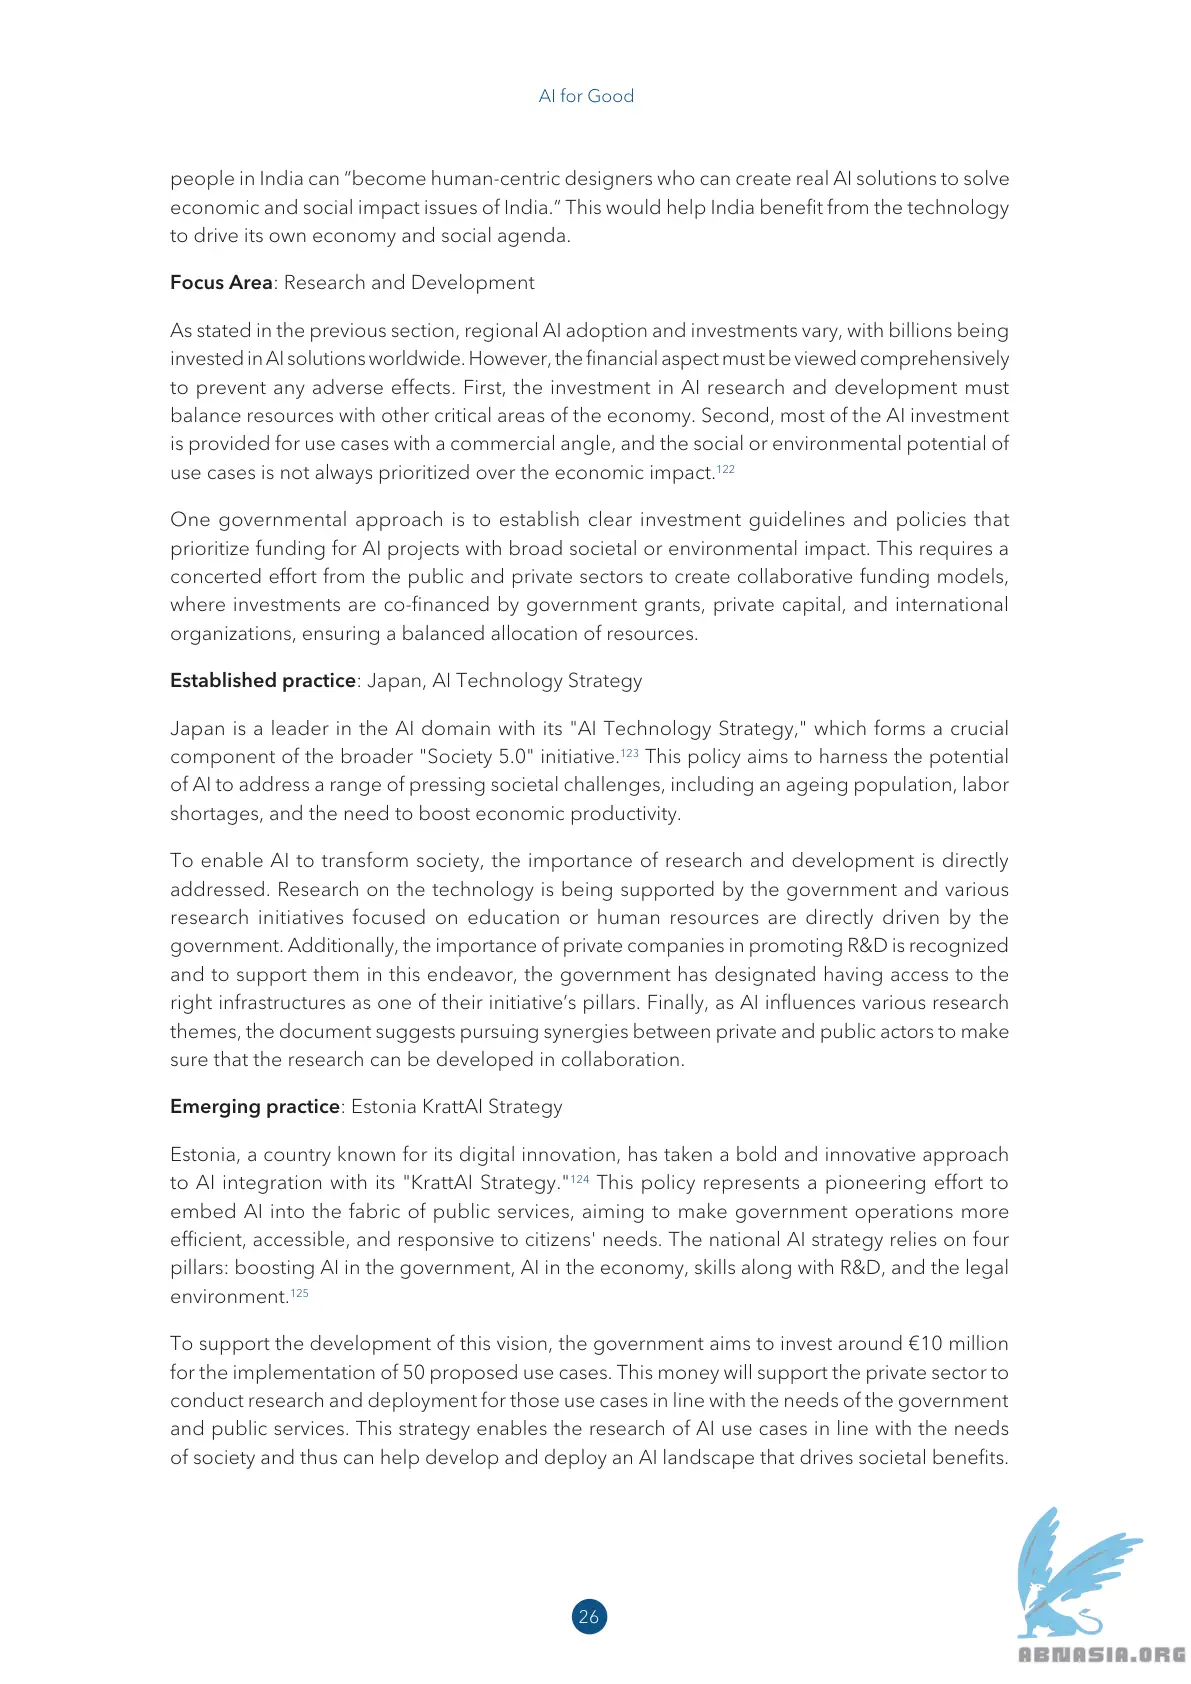 AI for Good
people in India can “become human-centric designers who can create real AI solutions to solve
economic and social impact issues of India.” This would help India benefit from the technology
to drive its own economy and social agenda.
Focus Area: Research and Development
As stated in the previous section, regional AI adoption and investments vary, with billions being
invested in AI solutions worldwide. However, the financial aspect must be viewed comprehensively
to prevent any adverse effects. First, the investment in AI research and development must
balance resources with other critical areas of the economy. Second, most of the AI investment
is provided for use cases with a commercial angle, and the social or environmental potential of
use cases is not always prioritized over the economic impact.122
One governmental approach is to establish clear investment guidelines and policies that
prioritize funding for AI projects with broad societal or environmental impact. This requires a
concerted effort from the public and private sectors to create collaborative funding models,
where investments are co-financed by government grants, private capital, and international
organizations, ensuring a balanced allocation of resources.
Established practice: Japan, AI Technology Strategy
Japan is a leader in the AI domain with its "AI Technology Strategy," which forms a crucial
component of the broader "Society 5.0" initiative.123 This policy aims to harness the potential
of AI to address a range of pressing societal challenges, including an ageing population, labor
shortages, and the need to boost economic productivity.
To enable AI to transform society, the importance of research and development is directly
addressed. Research on the technology is being supported by the government and various
research initiatives focused on education or human resources are directly driven by the
government. Additionally, the importance of private companies in promoting R&D is recognized
and to support them in this endeavor, the government has designated having access to the
right infrastructures as one of their initiative’s pillars. Finally, as AI influences various research
themes, the document suggests pursuing synergies between private and public actors to make
sure that the research can be developed in collaboration.
Emerging practice: Estonia KrattAI Strategy
Estonia, a country known for its digital innovation, has taken a bold and innovative approach
to AI integration with its "KrattAI Strategy."124 This policy represents a pioneering effort to
embed AI into the fabric of public services, aiming to make government operations more
efficient, accessible, and responsive to citizens' needs. The national AI strategy relies on four
pillars: boosting AI in the government, AI in the economy, skills along with R&D, and the legal
environment.125
To support the development of this vision, the government aims to invest around €10 million
for the implementation of 50 proposed use cases. This money will support the private sector to
conduct research and deployment for those use cases in line with the needs of the government
and public services. This strategy enables the research of AI use cases in line with the needs
of society and thus can help develop and deploy an AI landscape that drives societal benefits.
26
ABNASIA.ORG